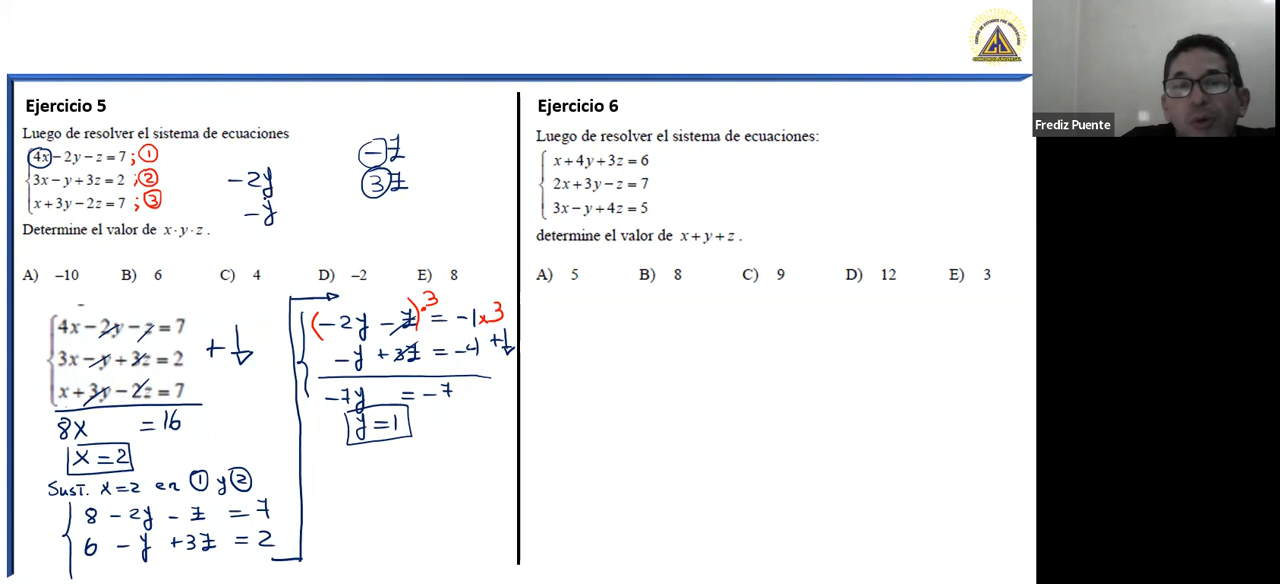 Ejercicio 5
Luego de resolver el sistema de ecuaciones
4x − 2y − z = 7 ; ①
3x − y + 3z = 2 ; ②
x + 3y − 2z = 7 ; ③
−2y
−y
−z
3z
Determine el valor de x·y·z .
A) −10 B) 6 C) 4 D) −2 E) 8
4x − 2y − z = 7
3x − y + 3z = 2
x + 3y − 2z = 7
+ ↓
8x = 16
x = 2
Sust. x=2 en ① y ②
8 − 2y − z = 7
6 − y + 3z = 2
(−2y − z)·3 = −1 x3
−y + 3z = −4 + ↓
−7y = −7
y = 1
Ejercicio 6
Luego de resolver el sistema de ecuaciones:
x + 4y + 3z = 6
2x + 3y − z = 7
3x − y + 4z = 5
determine el valor de x + y + z .
A) 5 B) 8 C) 9 D) 12 E) 3
Frediz Puente